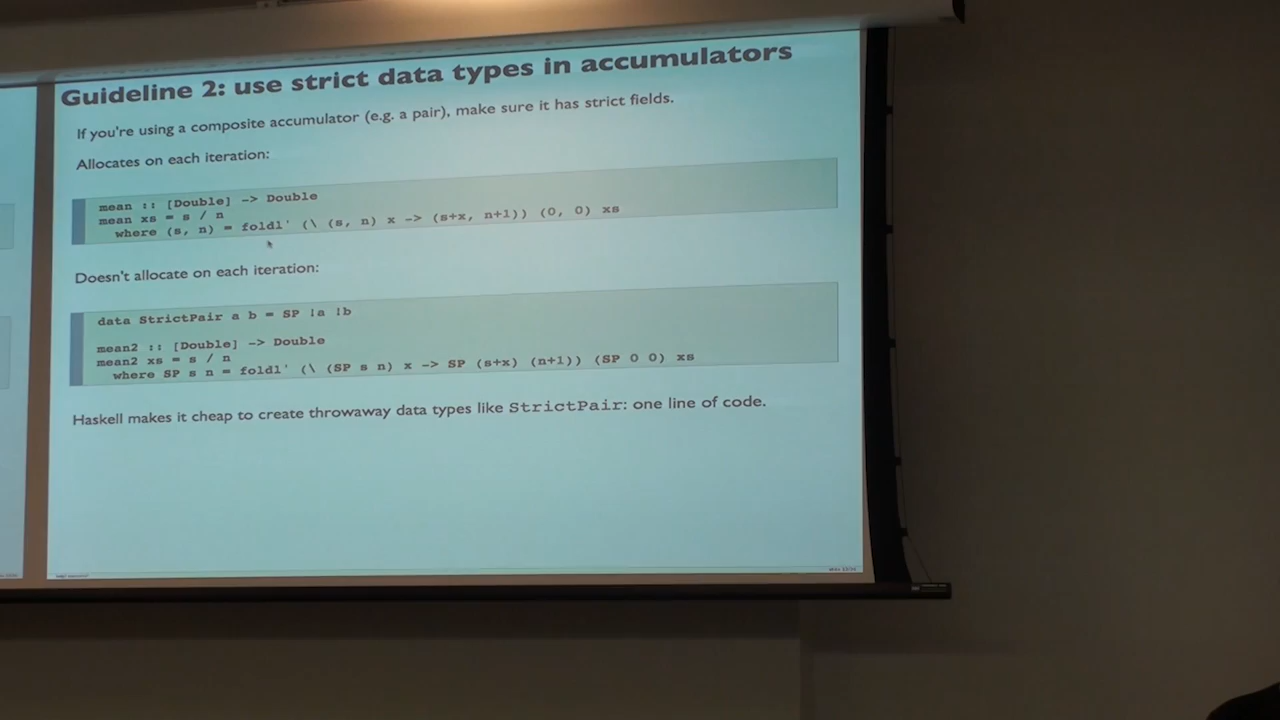 Guideline 2: use strict data types in accumulators
If you're using a composite accumulator (e.g. a pair), make sure it has strict fields.
Allocates on each iteration:
mean :: [Double] -> Double
mean xs = s / n
where (s, n) = foldl' (\ (s, n) x -> (s+x, n+1)) (0, 0) xs
Doesn't allocate on each iteration:
data StrictPair a b = SP !a !b
mean2 :: [Double] -> Double
mean2 xs = s / n
where SP s n = foldl' (\ (SP s n) x -> SP (s+x) (n+1)) (SP 0 0) xs
Haskell makes it cheap to create throwaway data types like StrictPair: one line of code.